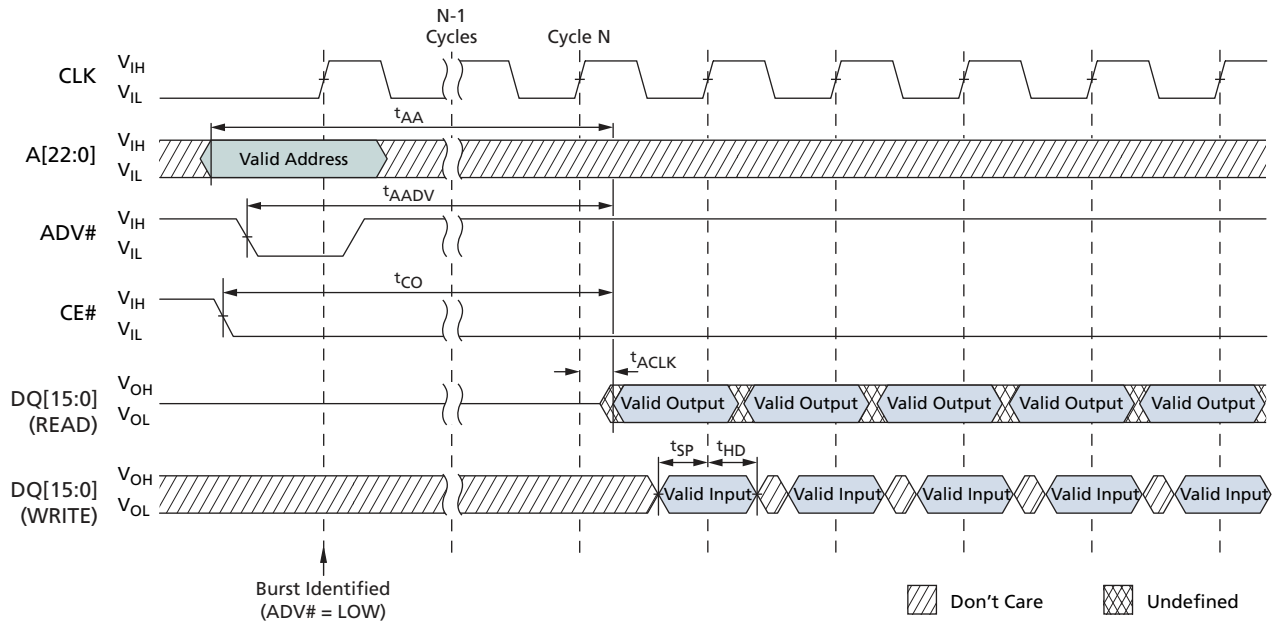 N-1
Cycles Cycle N
CLK VIH
VIL
tAA
A[22:0] VIH
VIL
Valid Address
tAADV
ADV# VIH
VIL
tCO
CE# VIH
VIL
tACLK
DQ[15:0]
(READ)
VOH
VOL
Valid Output Valid Output Valid Output Valid Output Valid Output
tSP tHD
DQ[15:0]
(WRITE)
VOH
VOL
Valid Input Valid Input Valid Input Valid Input Valid Input
Burst Identified
(ADV# = LOW)
Don't Care Undefined